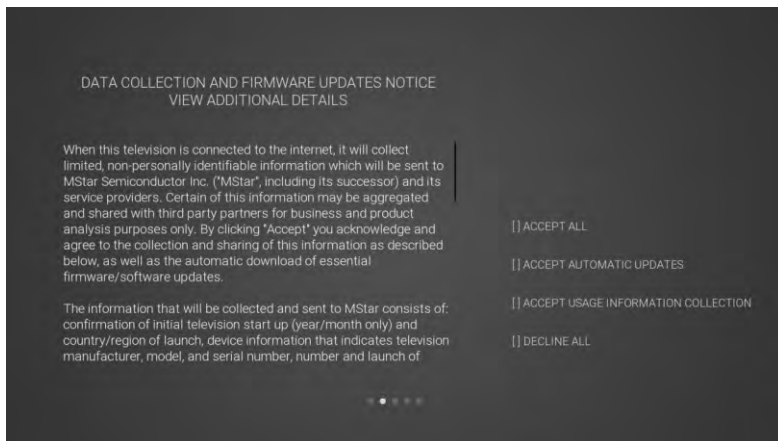 DATA COLLECTION AND FIRMWARE UPDATES NOTICE
VIEW ADDITIONAL DETAILS
When this television is connected to the internet, it will collect
limited, non-personally identifiable information which will be sent to
MStar Semiconductor Inc. ("MStar", including its successor) and its
service providers. Certain of this information may be aggregated
and shared with third party partners for business and product
analysis purposes only. By clicking "Accept" you acknowledge and
agree to the collection and sharing of this information as described
below, as well as the automatic download of essential
firmware/software updates.
The information that will be collected and sent to MStar consists of:
confirmation of initial television start up (year/month only) and
country/region of launch, device information that indicates television
manufacturer, model, and serial number, number and launch of
[ ] ACCEPT ALL
[ ] ACCEPT AUTOMATIC UPDATES
[ ] ACCEPT USAGE INFORMATION COLLECTION
[ ] DECLINE ALL